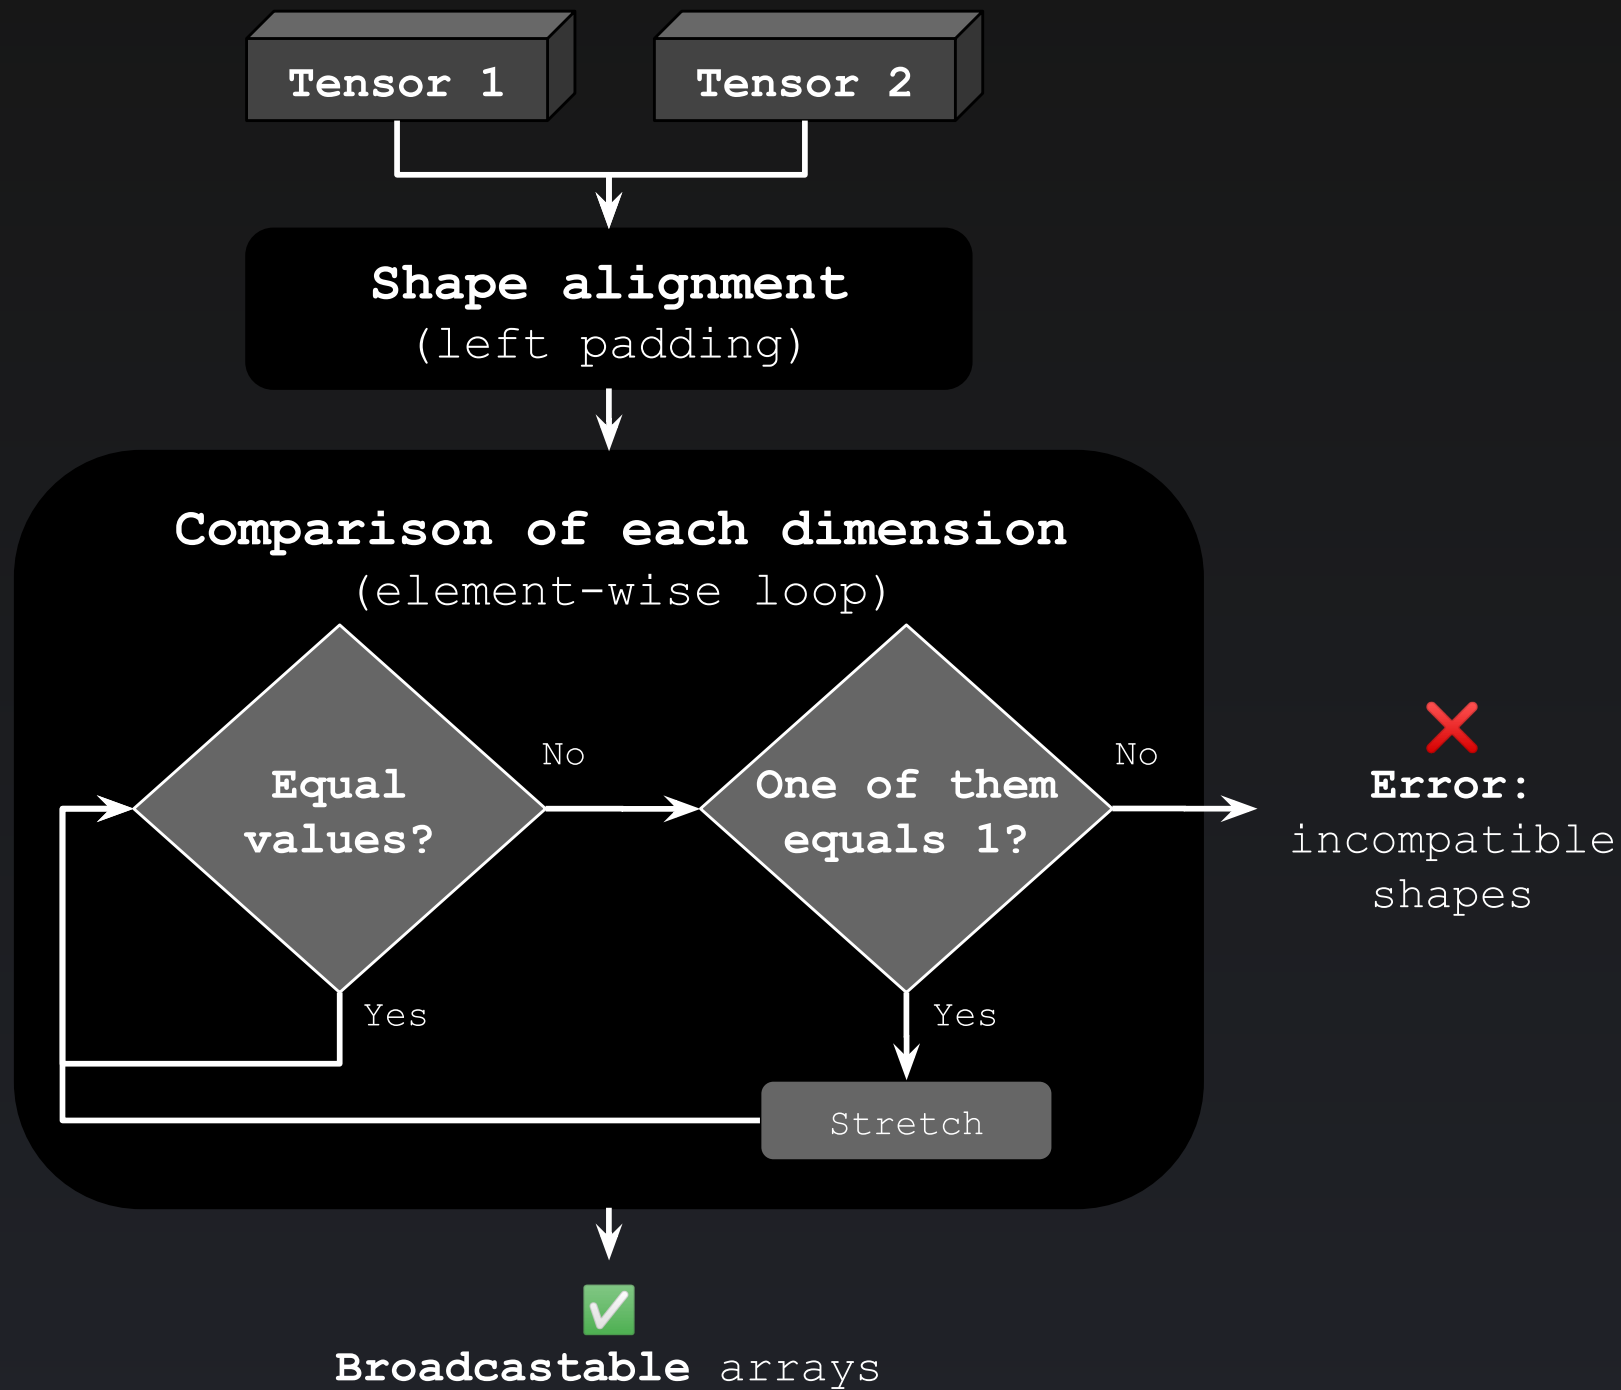 Tensor 1
Tensor 2
Shape alignment
(left padding)
Comparison of each dimension
(element-wise loop)
Equal
values?
No
One of them
equals 1?
No
Error:
incompatible
shapes
Yes
Yes
Stretch
Broadcastable arrays